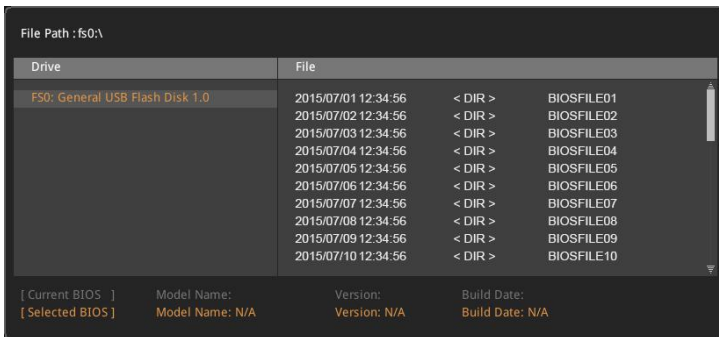 File Path : fs0:\
Drive File
FS0: General USB Flash Disk 1.0
2015/07/01 12:34:56 < DIR > BIOSFILE01
2015/07/02 12:34:56 < DIR > BIOSFILE02
2015/07/03 12:34:56 < DIR > BIOSFILE03
2015/07/04 12:34:56 < DIR > BIOSFILE04
2015/07/05 12:34:56 < DIR > BIOSFILE05
2015/07/06 12:34:56 < DIR > BIOSFILE06
2015/07/07 12:34:56 < DIR > BIOSFILE07
2015/07/08 12:34:56 < DIR > BIOSFILE08
2015/07/09 12:34:56 < DIR > BIOSFILE09
2015/07/10 12:34:56 < DIR > BIOSFILE10
[ Current BIOS ] Model Name: Version: Build Date:
[ Selected BIOS ] Model Name: N/A Version: N/A Build Date: N/A